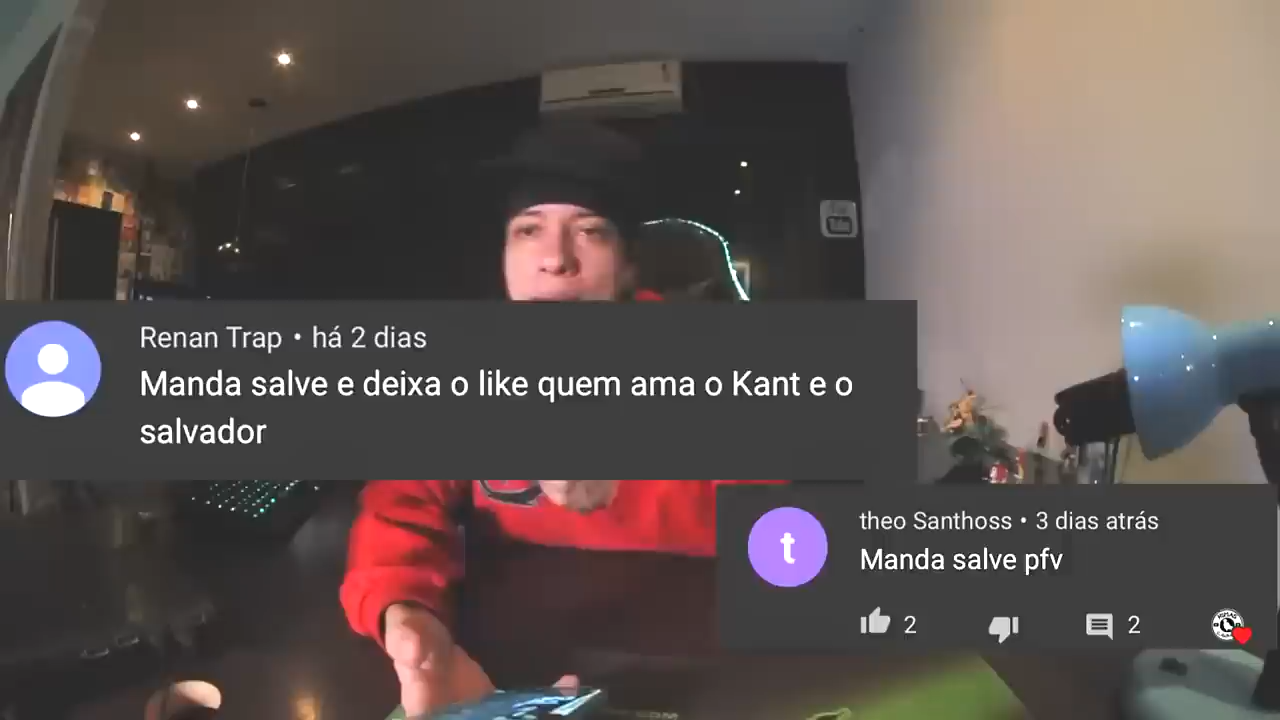 Renan Trap • há 2 dias
Manda salve e deixa o like quem ama o Kant e o
salvador
theo Santhoss • 3 dias atrás
t
Manda salve pfv
2
2